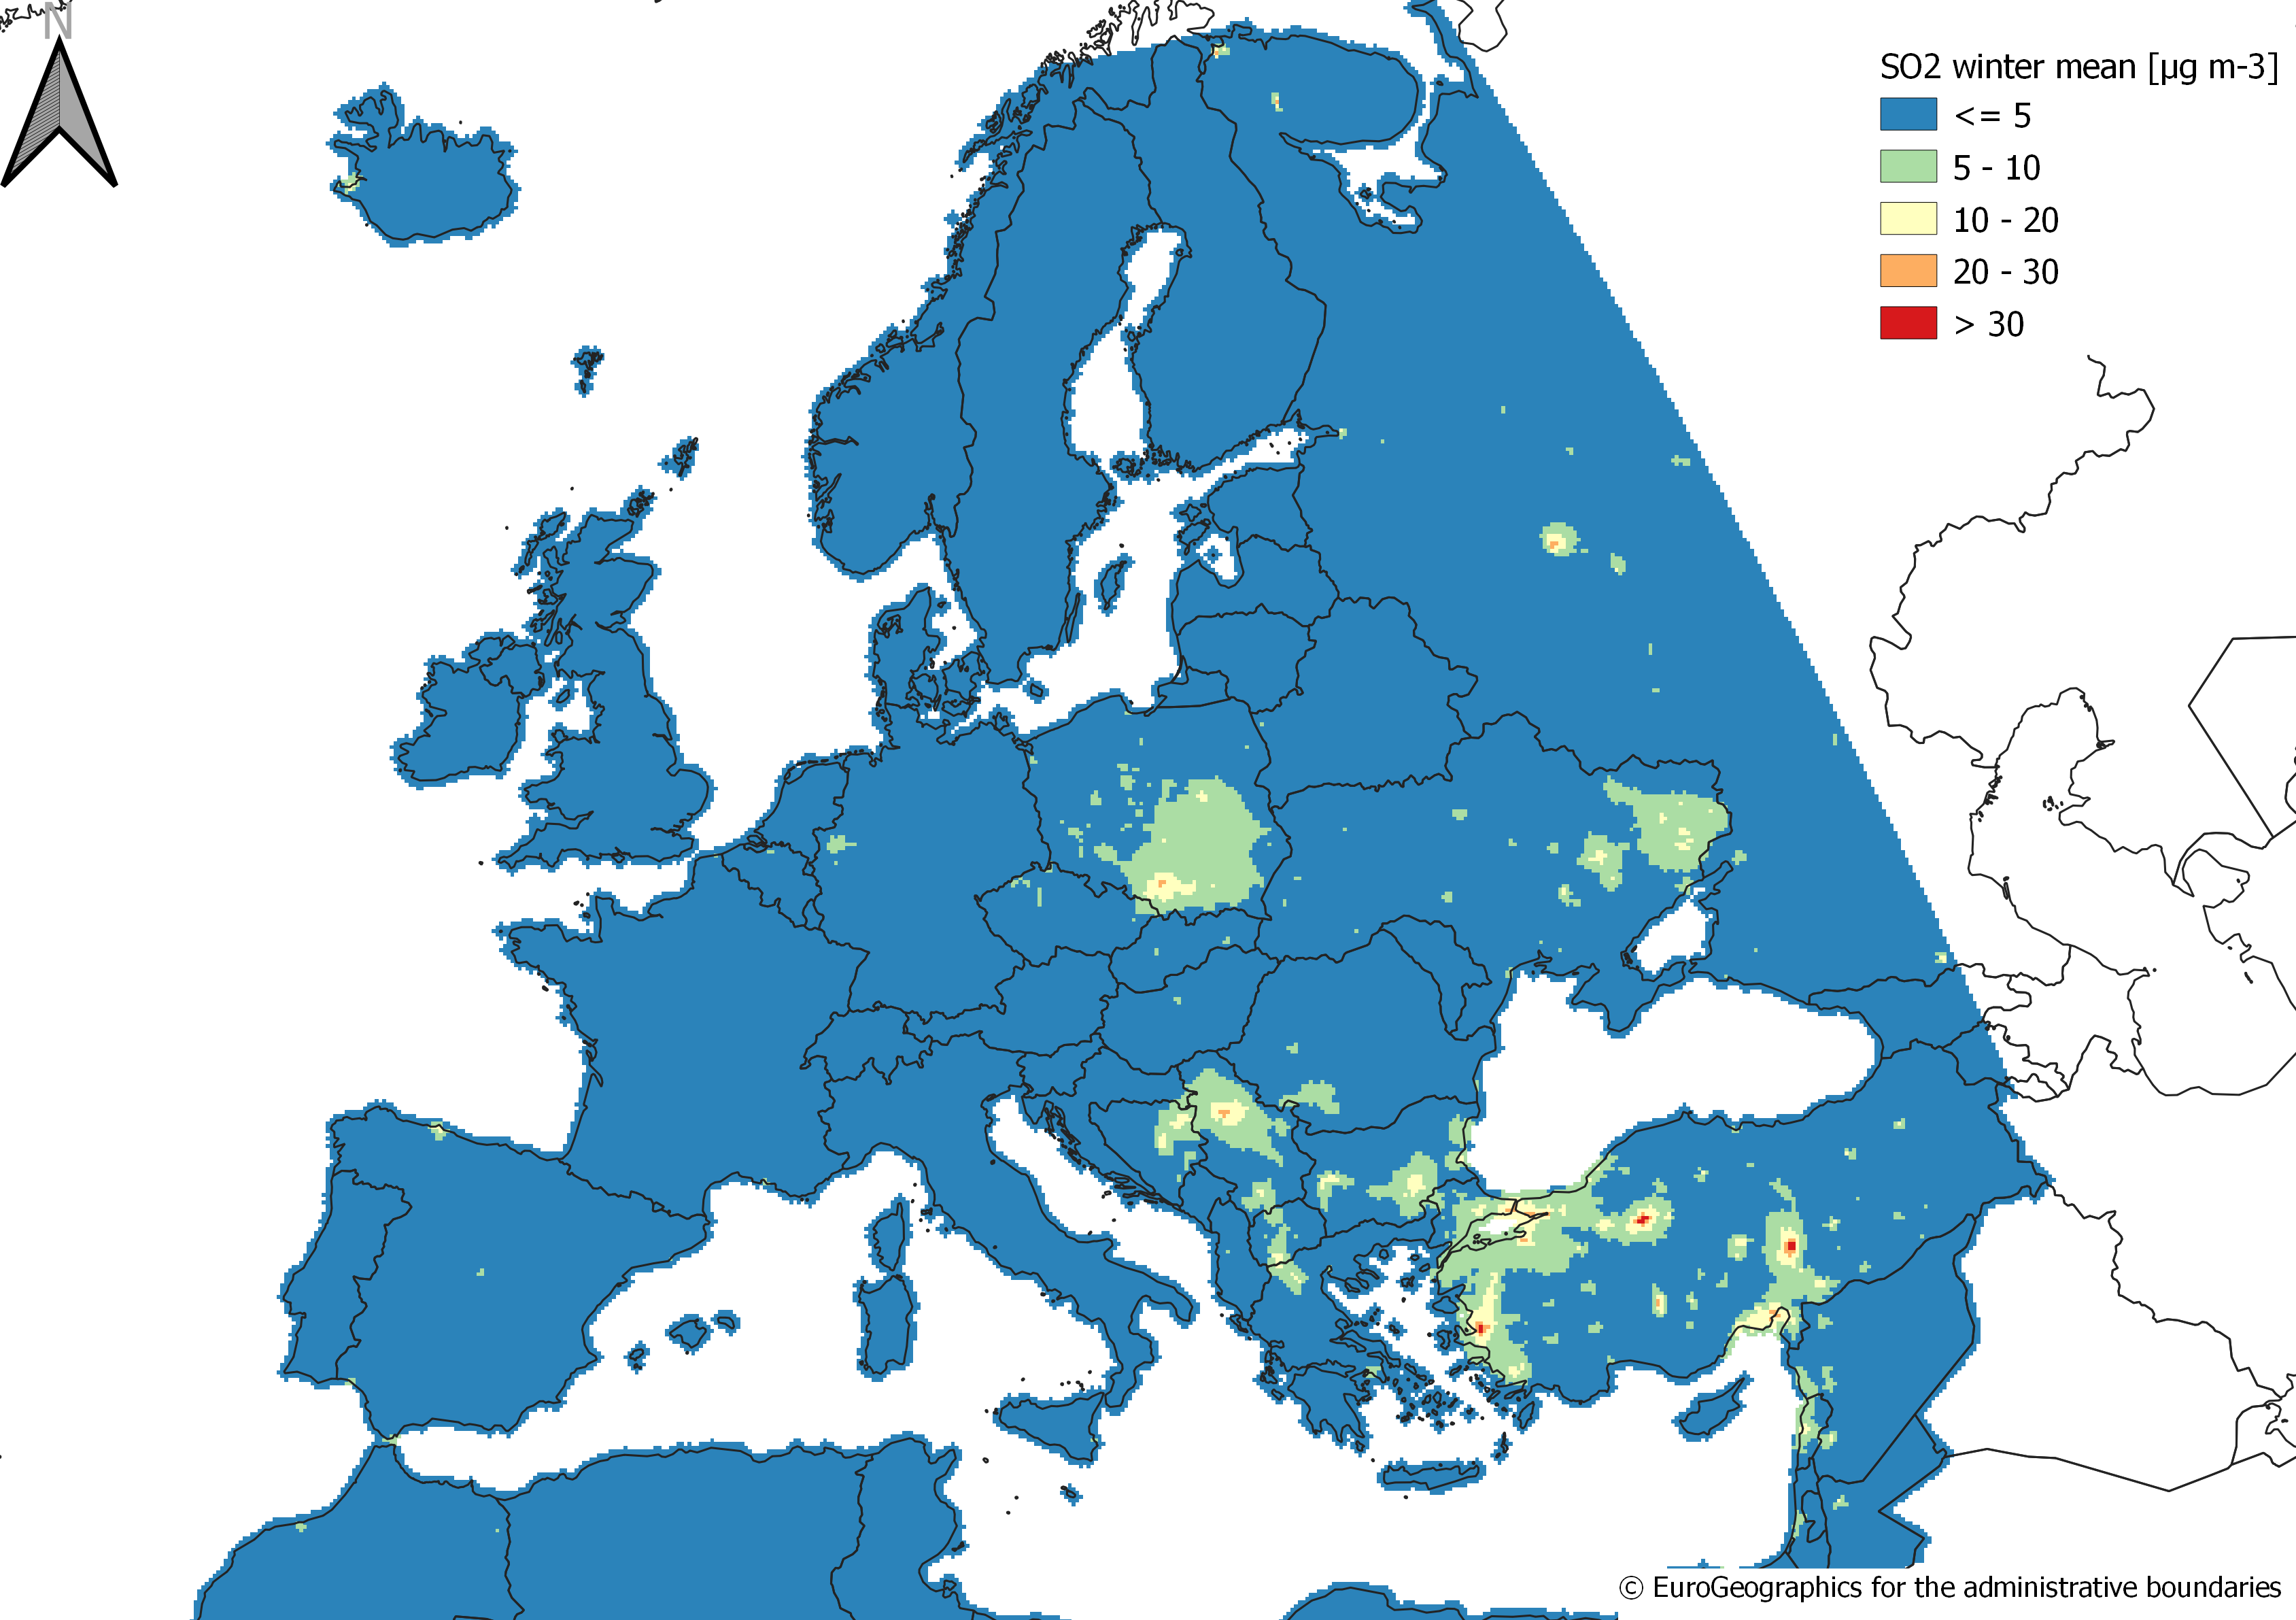 N
SO2 winter mean [µg m-3]
<= 5
5 - 10
10 - 20
20 - 30
> 30
© EuroGeographics for the administrative boundaries